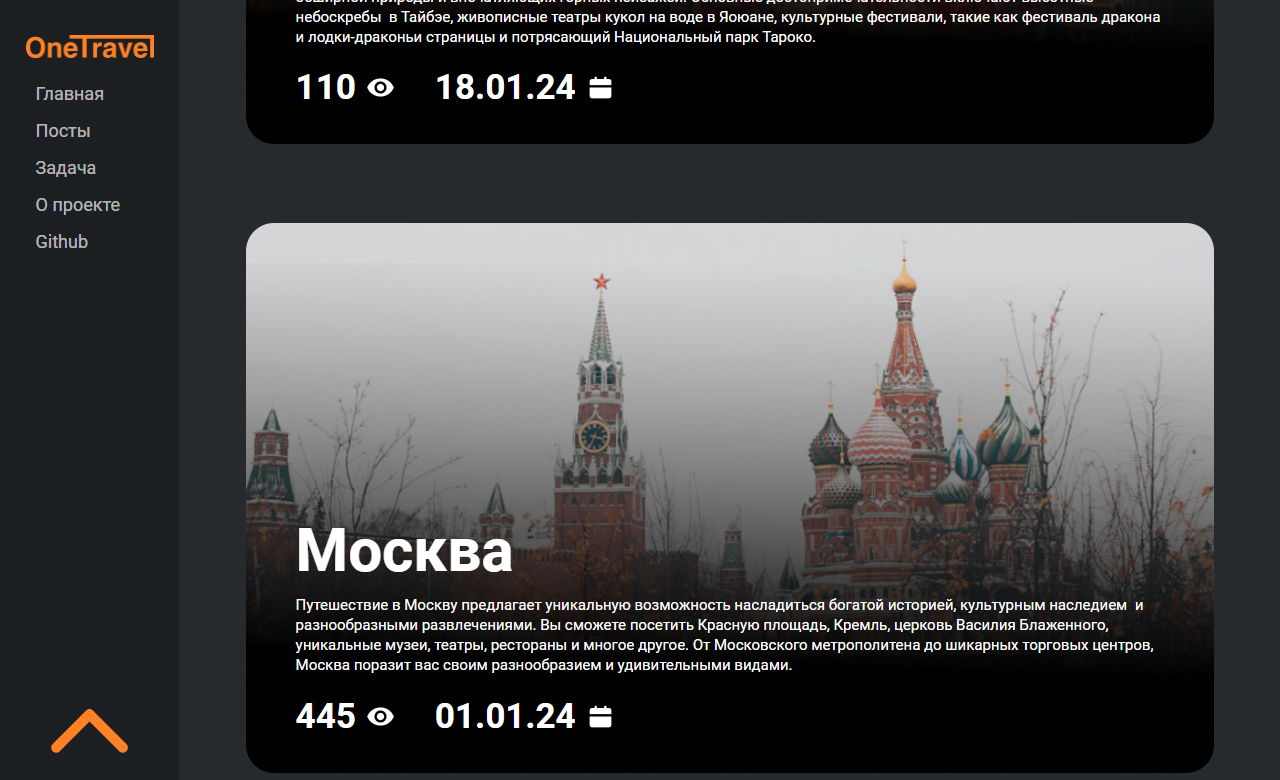 OneTravel
Главная
Посты
Задача
О проекте
Github
небоскребы в Тайбэе, живописные театры кукол на воде в Яоюане, культурные фестивали, такие как фестиваль дракона
и лодки-драконьи страницы и потрясающий Национальный парк Тароко.
110
18.01.24
Москва
Путешествие в Москву предлагает уникальную возможность насладиться богатой историей, культурным наследием и
разнообразными развлечениями. Вы сможете посетить Красную площадь, Кремль, церковь Василия Блаженного,
уникальные музеи, театры, рестораны и многое другое. От Московского метрополитена до шикарных торговых центров,
Москва поразит вас своим разнообразием и удивительными видами.
445
01.01.24